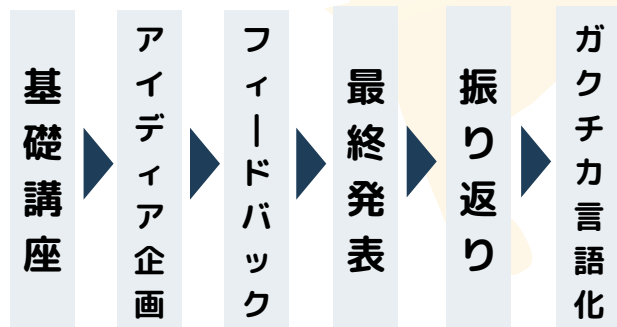 基礎講座
アイディア企画
フィードバック
最終発表
振り返り
ガクチカ言語化